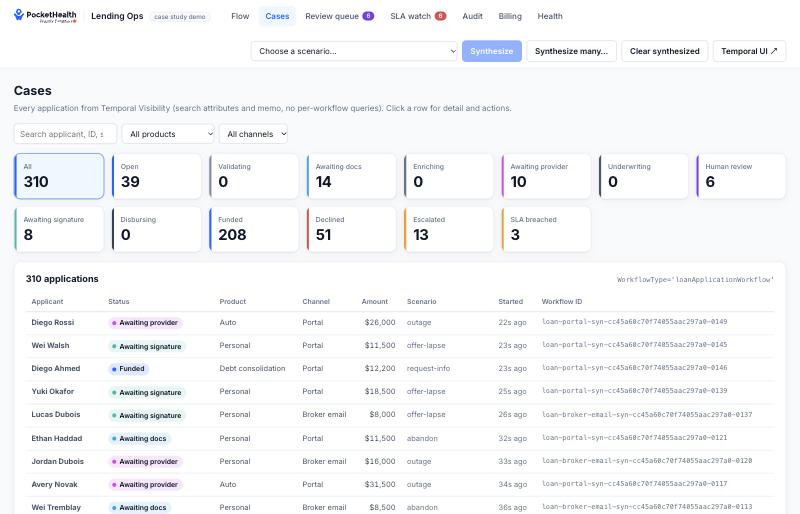 PocketHealth
Lending Ops
case study demo
Flow
Cases
Review queue 6
SLA watch 6
Audit
Billing
Health
Choose a scenario...
Synthesize
Synthesize many...
Clear synthesized
Temporal UI ↗
Cases
Every application from Temporal Visibility (search attributes and memo, no per-workflow queries). Click a row for detail and actions.
Search applicant, ID, s
All products
All channels
All
310
Open
39
Validating
0
Awaiting docs
14
Enriching
0
Awaiting provider
10
Underwriting
0
Human review
6
Awaiting signature
8
Disbursing
0
Funded
208
Declined
51
Escalated
13
SLA breached
3
310 applications
WorkflowType='loanApplicationWorkflow'
Applicant Status Product Channel Amount Scenario Started Workflow ID
Diego Rossi Awaiting provider Auto Portal $26,000 outage 22s ago loan-portal-syn-cc45a60c70f74055aac297a0-0149
Wei Walsh Awaiting signature Personal Portal $11,500 offer-lapse 23s ago loan-portal-syn-cc45a60c70f74055aac297a0-0145
Diego Ahmed Funded Debt consolidation Portal $12,200 request-info 23s ago loan-portal-syn-cc45a60c70f74055aac297a0-0146
Yuki Okafor Awaiting signature Personal Portal $18,500 offer-lapse 25s ago loan-portal-syn-cc45a60c70f74055aac297a0-0139
Lucas Dubois Awaiting signature Personal Broker email $8,000 offer-lapse 26s ago loan-broker-email-syn-cc45a60c70f74055aac297a0-0137
Ethan Haddad Awaiting docs Personal Portal $11,500 abandon 32s ago loan-portal-syn-cc45a60c70f74055aac297a0-0121
Jordan Dubois Awaiting provider Personal Broker email $16,000 outage 33s ago loan-broker-email-syn-cc45a60c70f74055aac297a0-0120
Avery Novak Awaiting provider Auto Portal $31,500 outage 34s ago loan-portal-syn-cc45a60c70f74055aac297a0-0117
Wei Tremblay Awaiting docs Personal Broker email $8,500 abandon 36s ago loan-broker-email-syn-cc45a60c70f74055aac297a0-0113